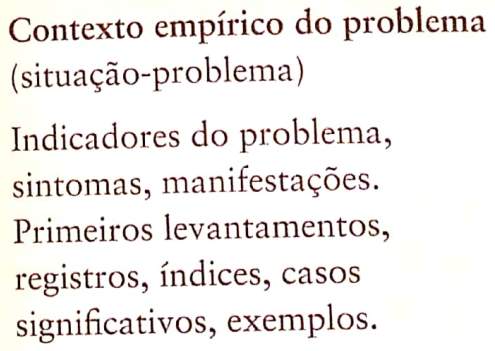 Contexto empírico do problema
(situação-problema)
Indicadores do problema,
sintomas, manifestações.
Primeiros levantamentos,
registros, índices, casos
significativos, exemplos.